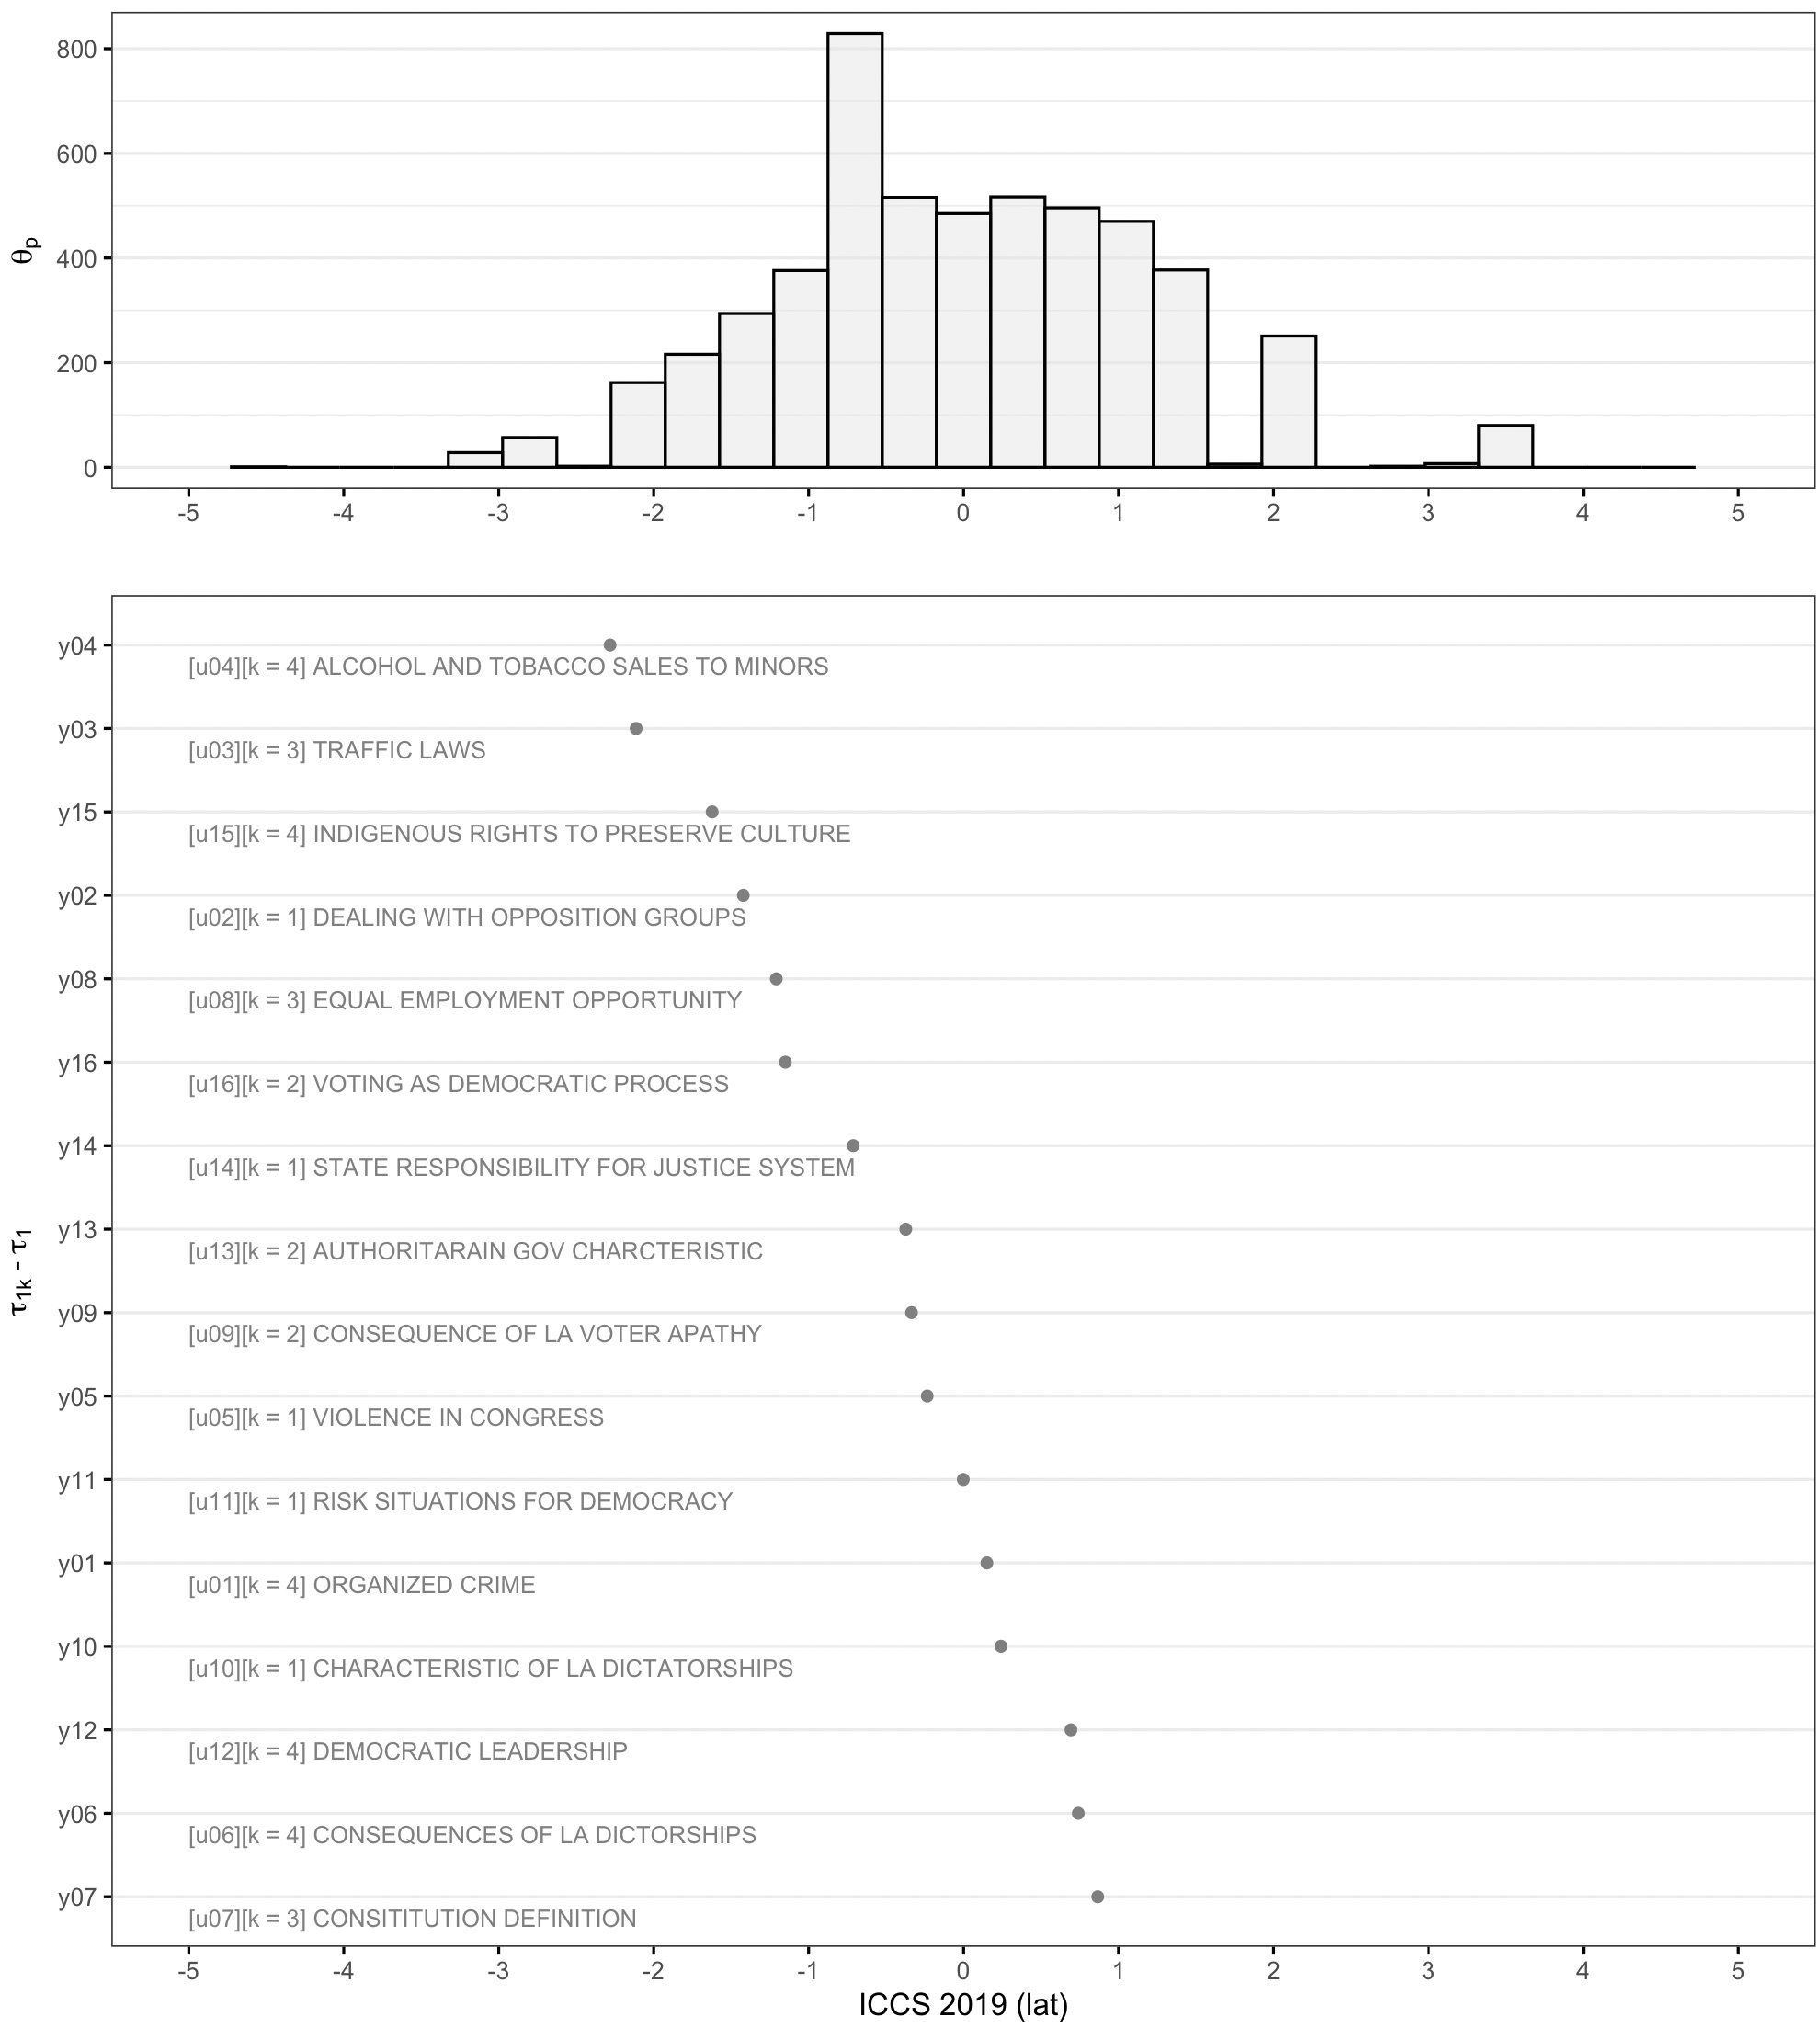 800
600
400
200
0
θp
-5 -4 -3 -2 -1 0 1 2 3 4 5
y04
[u04][k = 4] ALCOHOL AND TOBACCO SALES TO MINORS
y03
[u03][k = 3] TRAFFIC LAWS
y15
[u15][k = 4] INDIGENOUS RIGHTS TO PRESERVE CULTURE
y02
[u02][k = 1] DEALING WITH OPPOSITION GROUPS
y08
[u08][k = 3] EQUAL EMPLOYMENT OPPORTUNITY
y16
[u16][k = 2] VOTING AS DEMOCRATIC PROCESS
y14
[u14][k = 1] STATE RESPONSIBILITY FOR JUSTICE SYSTEM
y13
[u13][k = 2] AUTHORITARAIN GOV CHARCTERISTIC
y09
[u09][k = 2] CONSEQUENCE OF LA VOTER APATHY
y05
[u05][k = 1] VIOLENCE IN CONGRESS
y11
[u11][k = 1] RISK SITUATIONS FOR DEMOCRACY
y01
[u01][k = 4] ORGANIZED CRIME
y10
[u10][k = 1] CHARACTERISTIC OF LA DICTATORSHIPS
y12
[u12][k = 4] DEMOCRATIC LEADERSHIP
y06
[u06][k = 4] CONSEQUENCES OF LA DICTORSHIPS
y07
[u07][k = 3] CONSITITUTION DEFINITION
τ1k - τ1
-5 -4 -3 -2 -1 0 1 2 3 4 5
ICCS 2019 (lat)